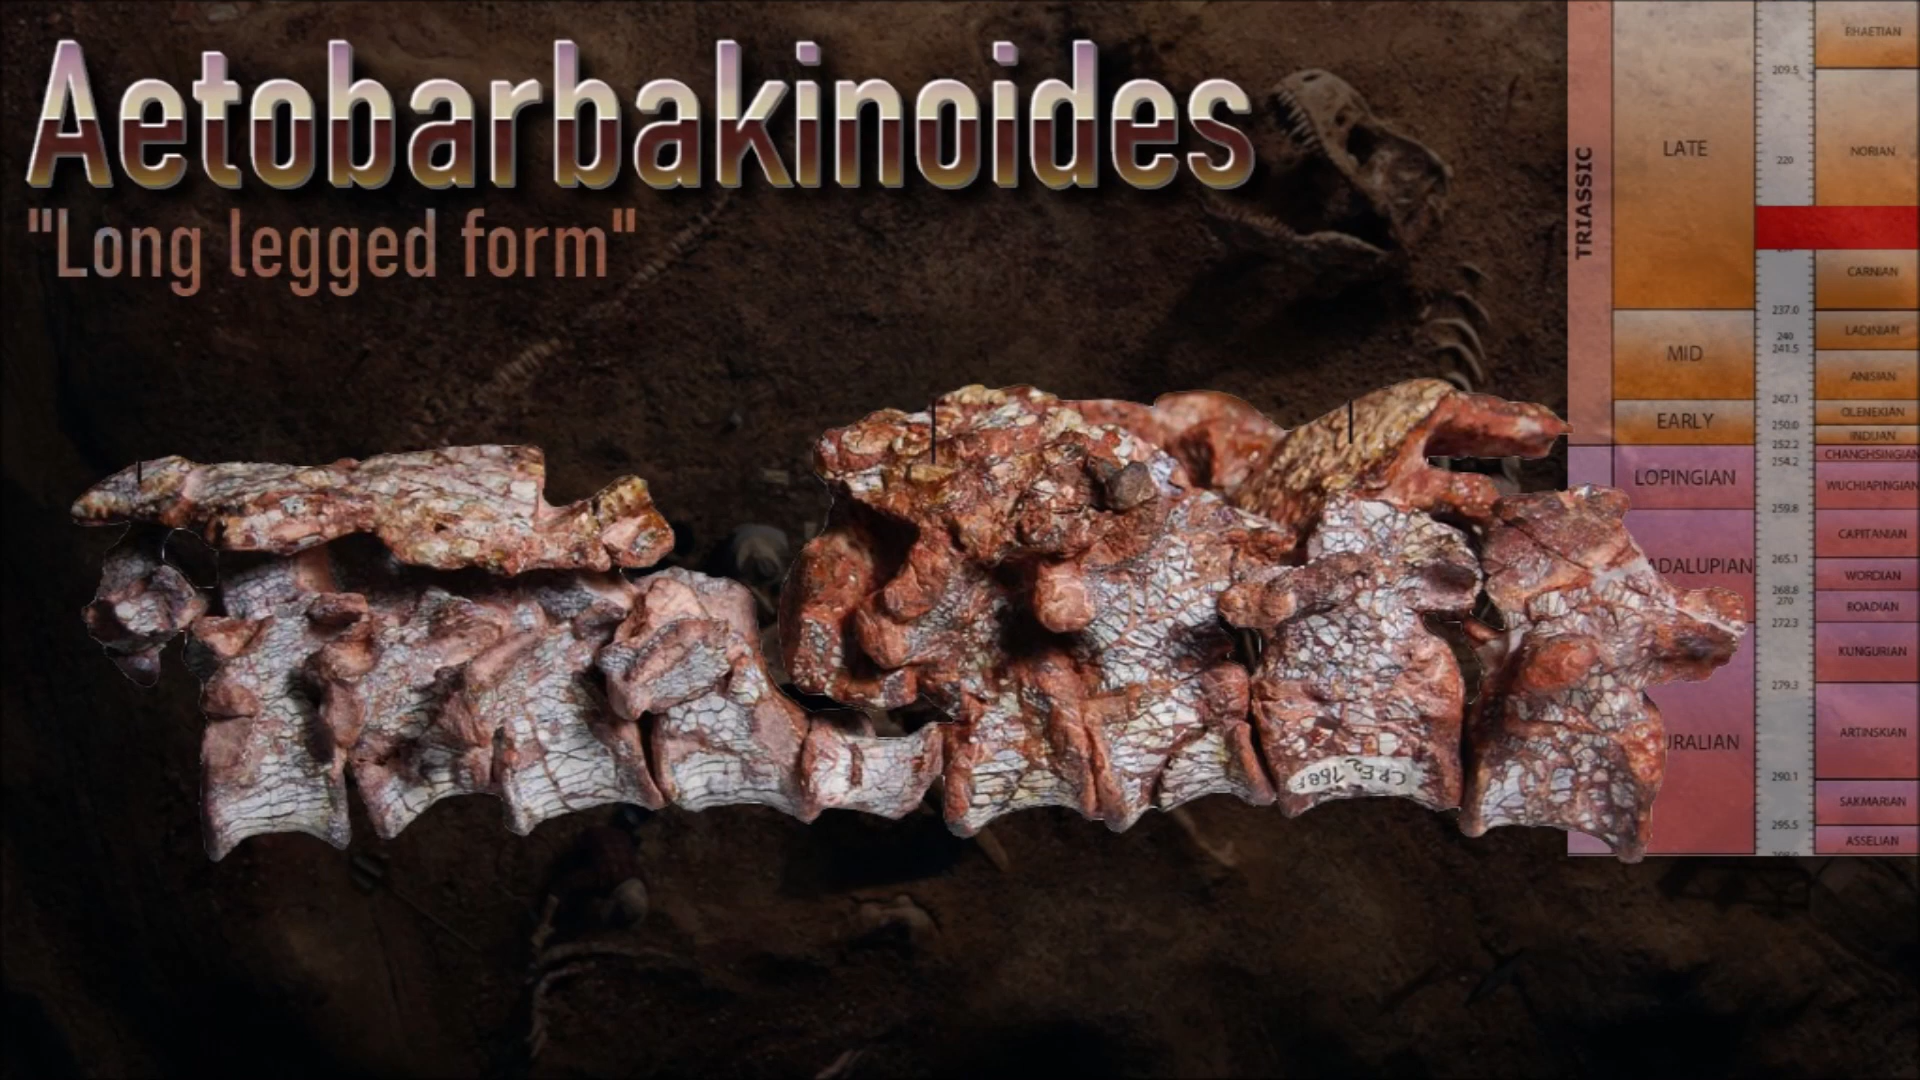 Aetobarbakinoides
"Long legged form"
TRIASSIC
LATE
MID
EARLY
LOPINGIAN
ADALUPIAN
URALIAN
209.5
220
237.0
240
241.5
247.1
250.0
252.2
254.2
259.8
265.1
268.8
270
272.3
279.3
290.1
295.5
RHAETIAN
NORIAN
CARNIAN
LADINIAN
ANISIAN
OLENEKIAN
INDUAN
CHANGHSINGIAN
WUCHIAPINGIAN
CAPITANIAN
WORDIAN
ROADIAN
KUNGURIAN
ARTINSKIAN
SAKMARIAN
ASSELIAN